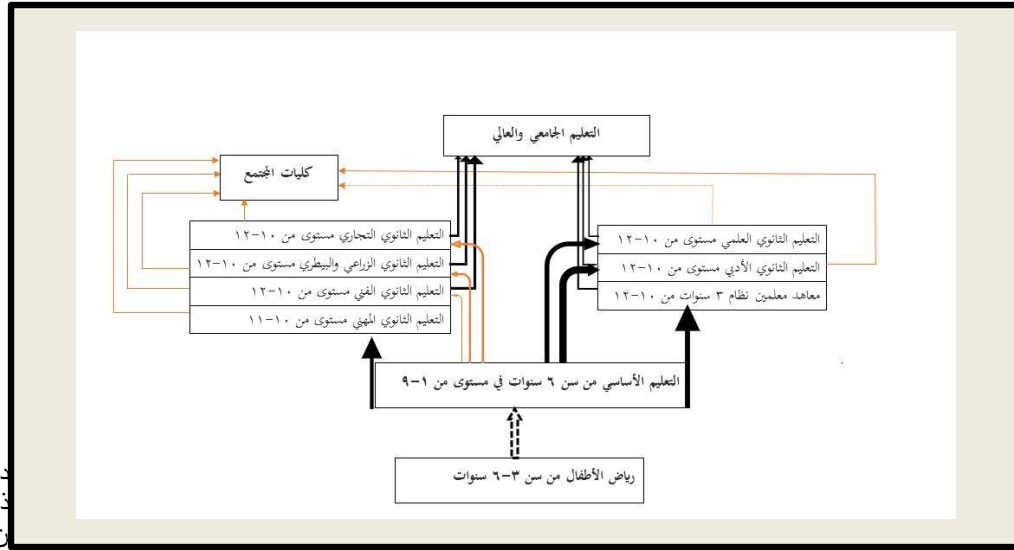 التعليم الجامعي والعالي
كليات المجتمع
التعليم الثانوي التجاري مستوى من ١٠-١٢
التعليم الثانوي الزراعي والبيطري مستوى من ١٠-١٢
التعليم الثانوي الفني مستوى من ١٠-١٢
التعليم الثانوي المهني مستوى من ١٠-١١
التعليم الثانوي العلمي مستوى من ١٠-١٢
التعليم الثانوي الأدبي مستوى من ١٠-١٢
معاهد معلمين نظام ٣ سنوات من ١٠-١٢
التعليم الأساسي من سن ٦ سنوات في مستوى من ١-٩
رياض الأطفال من سن ٣-٦ سنوات